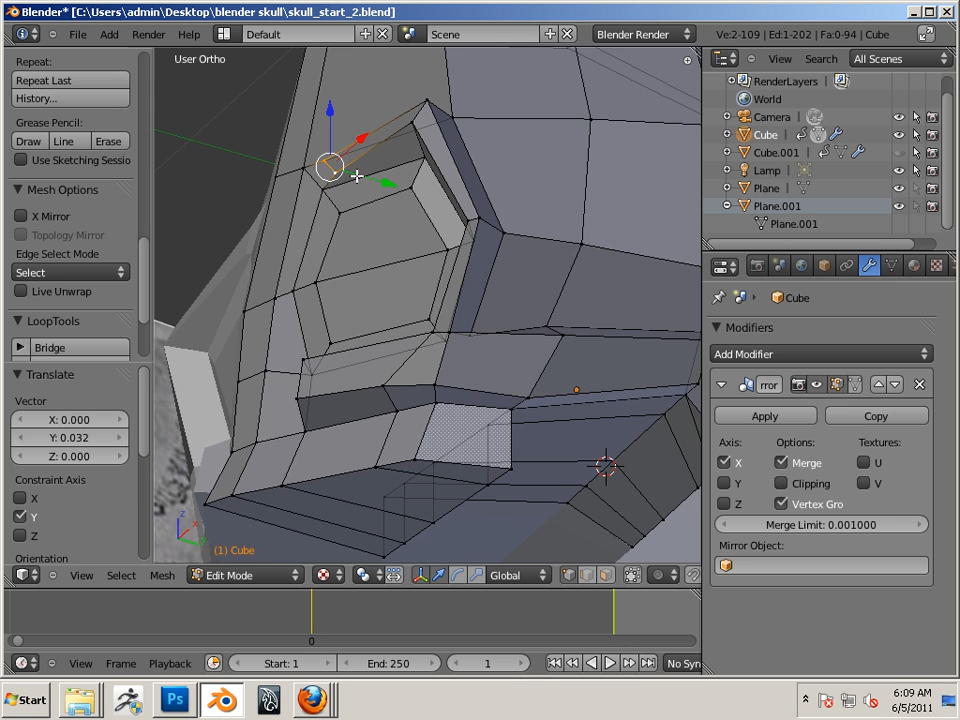 Blender* [C:\Users\admin\Desktop\blender skull\skull_start_2.blend]
File Add Render Help Default Scene Blender Render Ve:2-109 | Ed:1-202 | Fa:0-94 | Cube
Repeat:
Repeat Last
History...
Grease Pencil:
Draw Line Erase
Use Sketching Sessio
Mesh Options
X Mirror
Topology Mirror
Edge Select Mode
Select
Live Unwrap
LoopTools
Bridge
Translate
Vector
X: 0.000
Y: 0.032
Z: 0.000
Constraint Axis
X
Y
Z
Orientation
User Ortho
z
x
y
(1) Cube
View Search All Scenes
RenderLayers
World
Camera
Cube
Cube.001
Lamp
Plane
Plane.001
Plane.001
Cube
Modifiers
Add Modifier
rror
Apply Copy
Axis: Options: Textures:
X Merge U
Y Clipping V
Z Vertex Gro
Merge Limit: 0.001000
Mirror Object:
View Select Mesh Edit Mode Global
0
View Frame Playback Start: 1 End: 250 1 No Syn
Start Ps 6:09 AM
6/5/2011